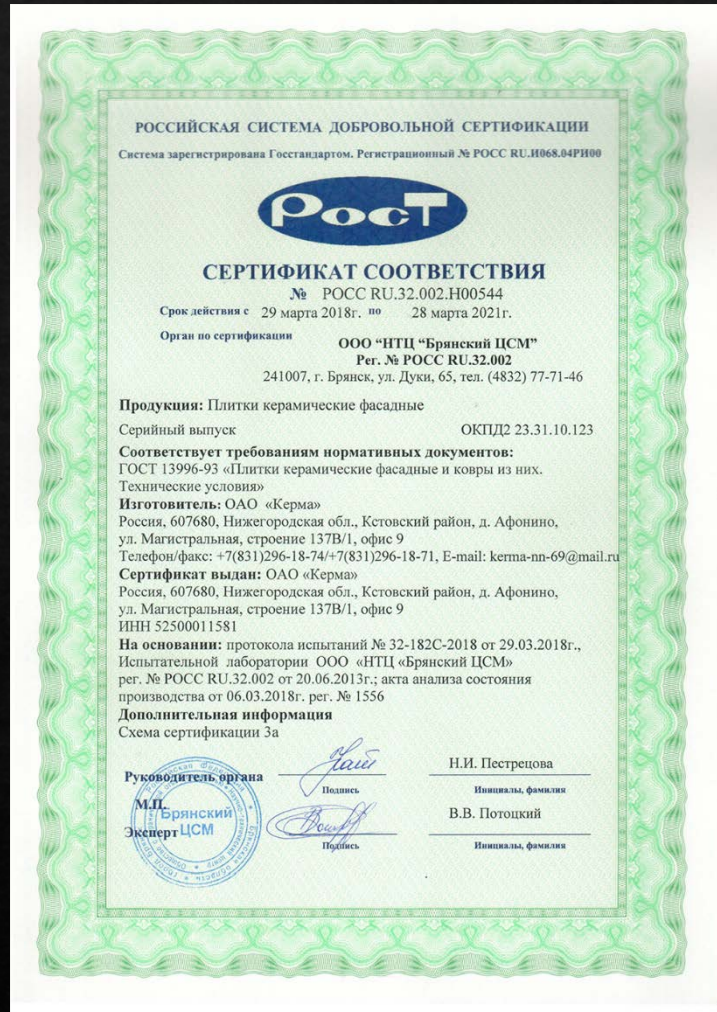 РОССИЙСКАЯ СИСТЕМА ДОБРОВОЛЬНОЙ СЕРТИФИКАЦИИ
Система зарегистрирована Госстандартом. Регистрационный № РОСС RU.И068.04РИ00
РосТ
СЕРТИФИКАТ СООТВЕТСТВИЯ
№ РОСС RU.32.002.Н00544
Срок действия с 29 марта 2018г. по 28 марта 2021г.
Орган по сертификации
ООО “НТЦ “Брянский ЦСМ”
Рег. № РОСС RU.32.002
241007, г. Брянск, ул. Дуки, 65, тел. (4832) 77-71-46
Продукция: Плитки керамические фасадные
Серийный выпуск ОКПД2 23.31.10.123
Соответствует требованиям нормативных документов:
ГОСТ 13996-93 «Плитки керамические фасадные и ковры из них.
Технические условия»
Изготовитель: ОАО «Керма»
Россия, 607680, Нижегородская обл., Кстовский район, д. Афонино,
ул. Магистральная, строение 137В/1, офис 9
Телефон/факс: +7(831)296-18-74/+7(831)296-18-71, E-mail: kerma-nn-69@mail.ru
Сертификат выдан: ОАО «Керма»
Россия, 607680, Нижегородская обл., Кстовский район, д. Афонино,
ул. Магистральная, строение 137В/1, офис 9
ИНН 52500011581
На основании: протокола испытаний № 32-182С-2018 от 29.03.2018г.,
Испытательной лаборатории ООО «НТЦ «Брянский ЦСМ»
рег. № РОСС RU.32.002 от 20.06.2013г.; акта анализа состояния
производства от 06.03.2018г. рег. № 1556
Дополнительная информация
Схема сертификации 3а
Руководитель органа Н.И. Пестрецова
Подпись Инициалы, фамилия
М.П.
Брянский
ЦСМ
Эксперт В.В. Потоцкий
Подпись Инициалы, фамилия